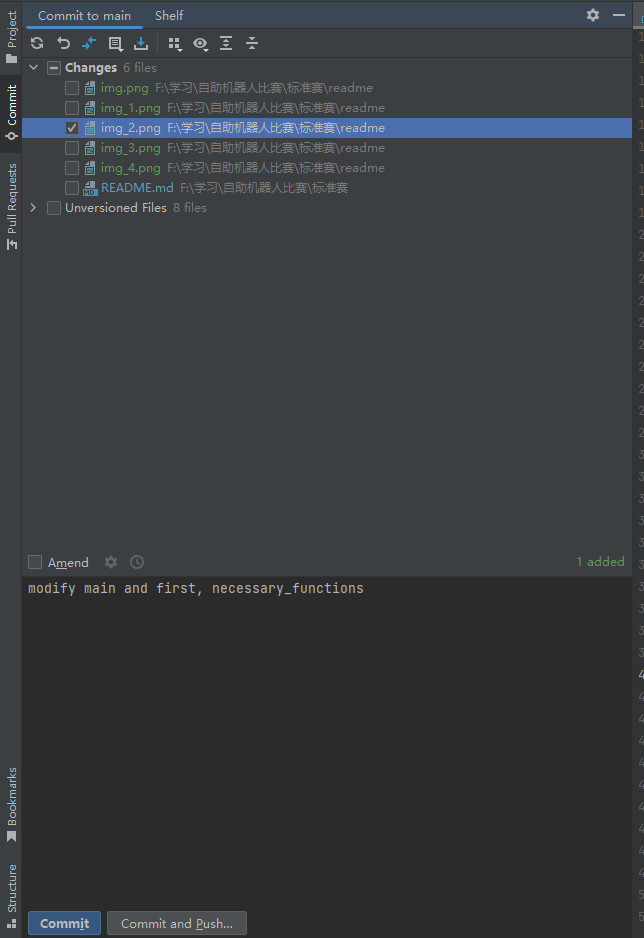 Commit to main Shelf
Changes 6 files
img.png F:\学习\自助机器人比赛\标准赛\readme
img_1.png F:\学习\自助机器人比赛\标准赛\readme
img_2.png F:\学习\自助机器人比赛\标准赛\readme
img_3.png F:\学习\自助机器人比赛\标准赛\readme
img_4.png F:\学习\自助机器人比赛\标准赛\readme
README.md F:\学习\自助机器人比赛\标准赛
Unversioned Files 8 files
Project
Commit
Pull Requests
Amend
1 added
modify main and first, necessary_functions
Bookmarks
Structure
Commit
Commit and Push...